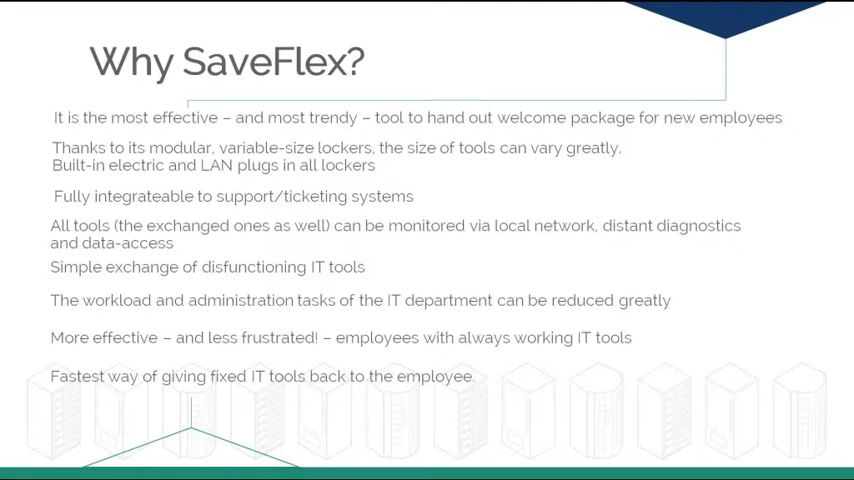 Why SaveFlex?
It is the most effective – and most trendy – tool to hand out welcome package for new employees
Thanks to its modular, variable-size lockers, the size of tools can vary greatly.
Built-in electric and LAN plugs in all lockers
Fully integrateable to support/ticketing systems
All tools (the exchanged ones as well) can be monitored via local network, distant diagnostics
and data-access
Simple exchange of disfunctioning IT tools
The workload and administration tasks of the IT department can be reduced greatly
More effective – and less frustrated! – employees with always working IT tools
Fastest way of giving fixed IT tools back to the employee.